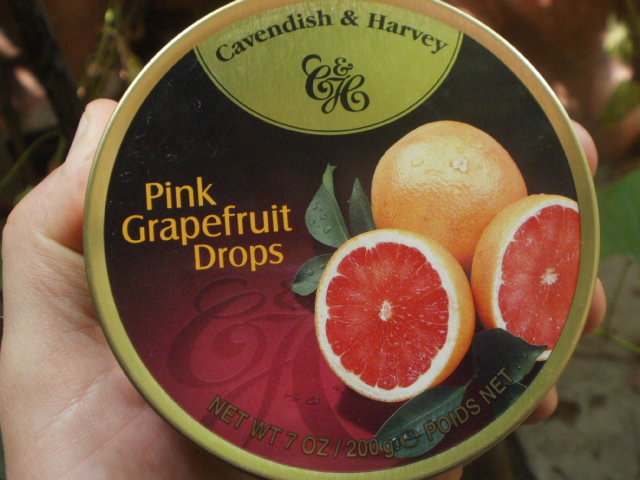 Cavendish & Harvey
C&H
Pink
Grapefruit
Drops
C&H
NET WT 7 OZ / 200 g e POIDS NET